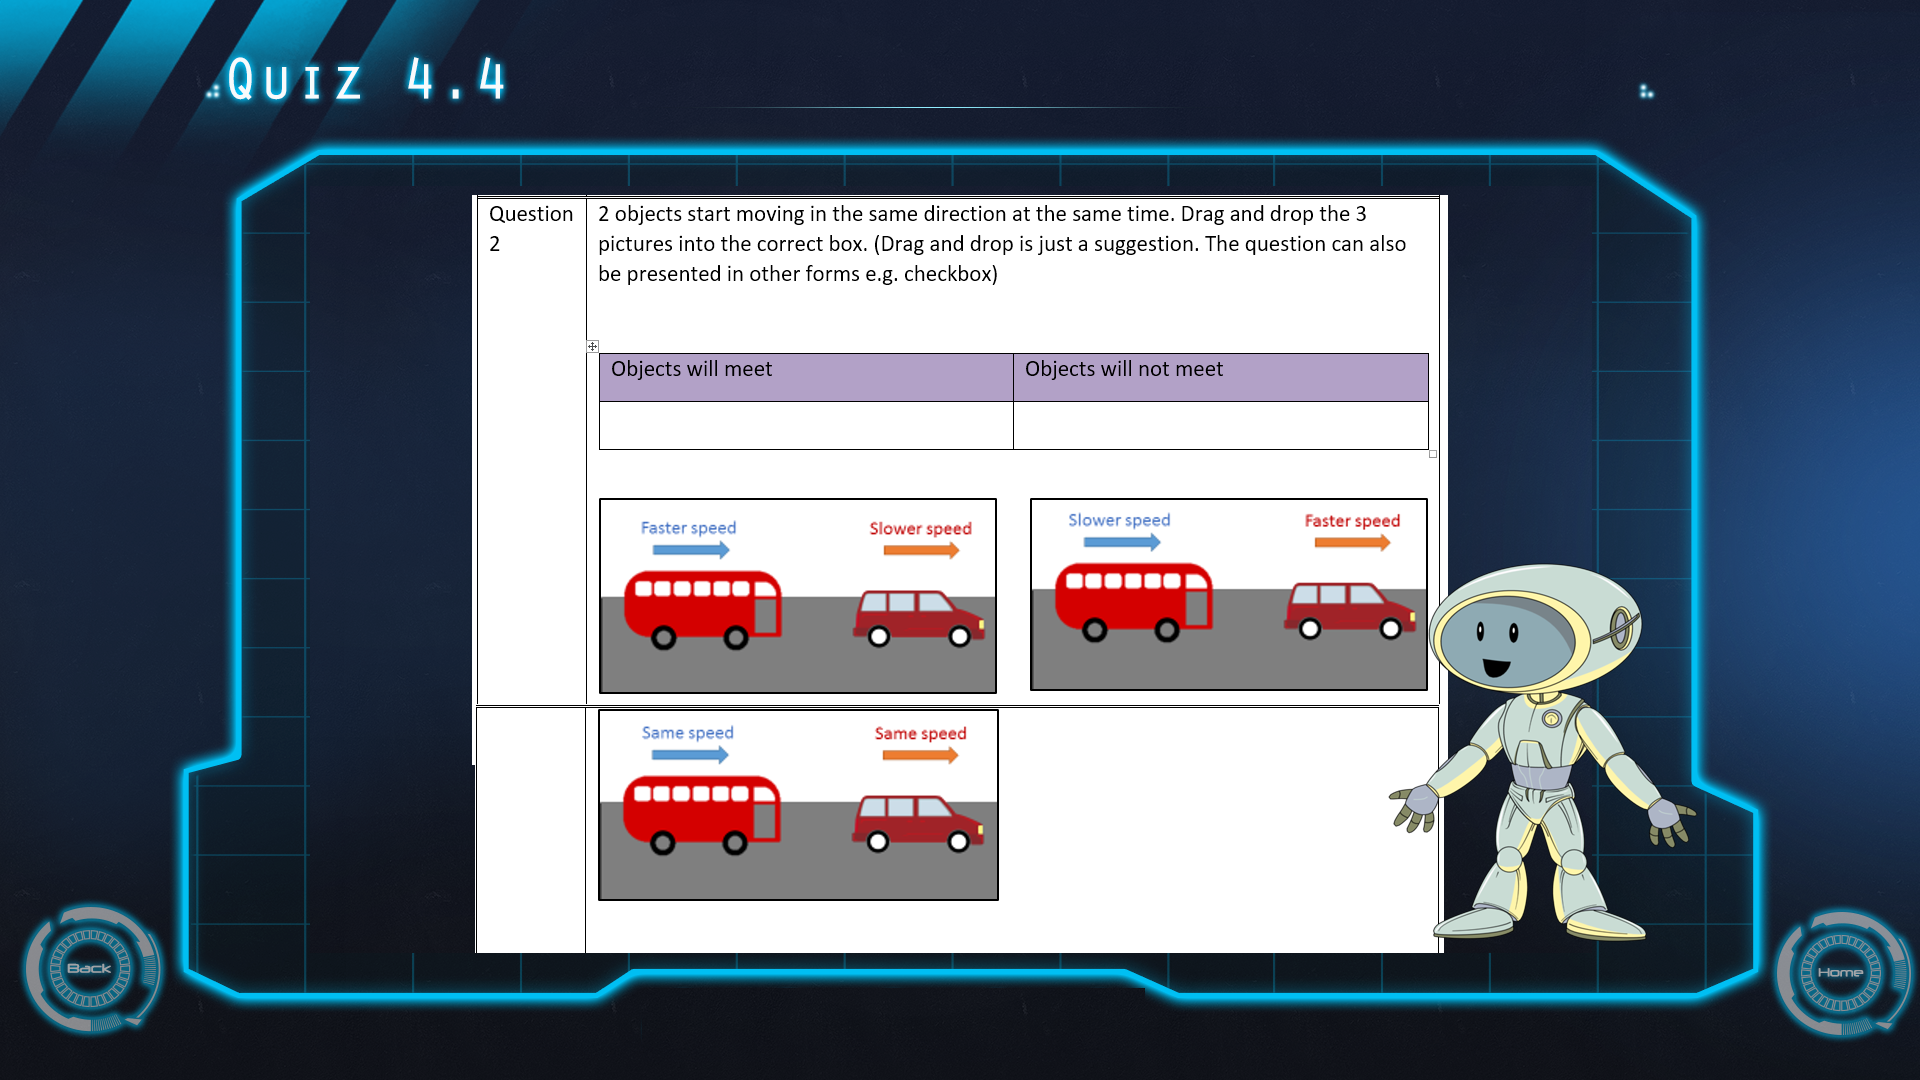 Quiz 4.4
Question 2
2 objects start moving in the same direction at the same time. Drag and drop the 3
pictures into the correct box. (Drag and drop is just a suggestion. The question can also
be presented in other forms e.g. checkbox)
Objects will meet
Objects will not meet
Faster speed
Slower speed
Slower speed
Faster speed
Same speed
Same speed
Back
Home